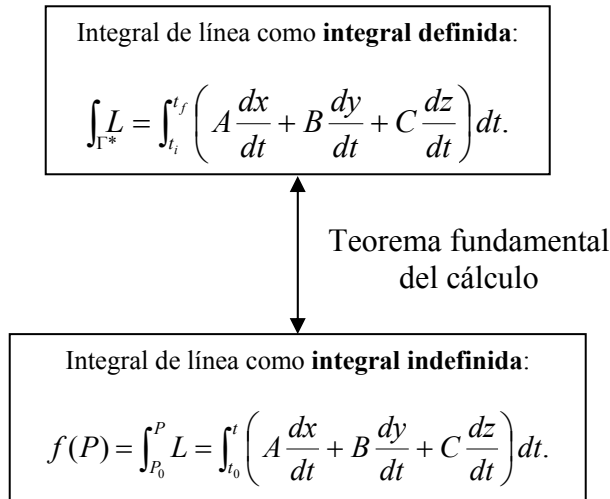 Integral de línea como integral definida:
∫_{Γ*} L = ∫_{t_i}^{t_f} ( A dx/dt + B dy/dt + C dz/dt ) dt.
Teorema fundamental
del cálculo
Integral de línea como integral indefinida:
f(P) = ∫_{P_0}^{P} L = ∫_{t_0}^{t} ( A dx/dt + B dy/dt + C dz/dt ) dt.